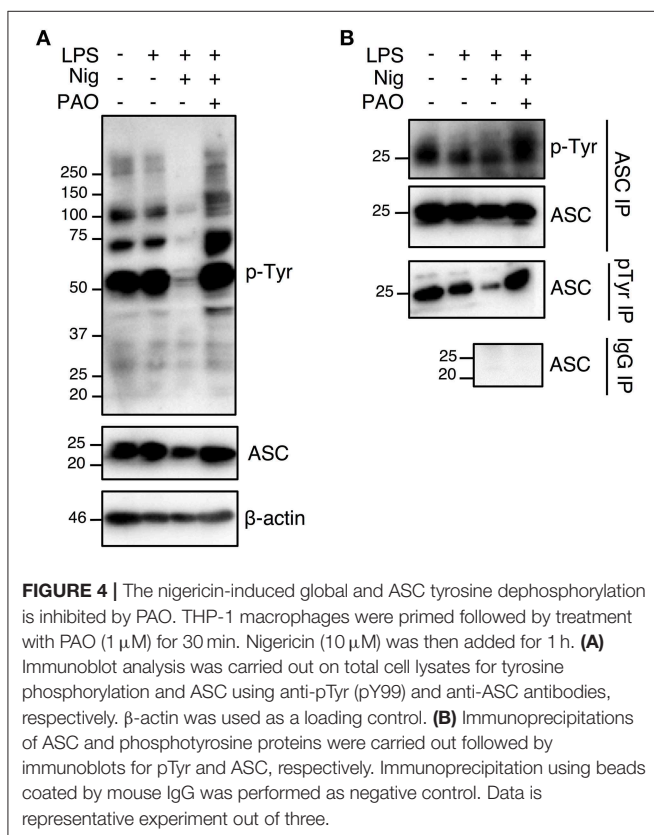 A
LPS - + + +
Nig - - + +
PAO - - - +
250
150
100
75
50
37
25
20
p-Tyr
25
20
ASC
46
β-actin
B
LPS - + + +
Nig - - + +
PAO - - - +
25
p-Tyr
25
ASC
ASC IP
25
ASC
pTyr IP
25
20
ASC
IgG IP
FIGURE 4 | The nigericin-induced global and ASC tyrosine dephosphorylation
is inhibited by PAO. THP-1 macrophages were primed followed by treatment
with PAO (1 μM) for 30 min. Nigericin (10 μM) was then added for 1 h. (A)
Immunoblot analysis was carried out on total cell lysates for tyrosine
phosphorylation and ASC using anti-pTyr (pY99) and anti-ASC antibodies,
respectively. β-actin was used as a loading control. (B) Immunoprecipitations
of ASC and phosphotyrosine proteins were carried out followed by
immunoblots for pTyr and ASC, respectively. Immunoprecipitation using beads
coated by mouse IgG was performed as negative control. Data is
representative experiment out of three.